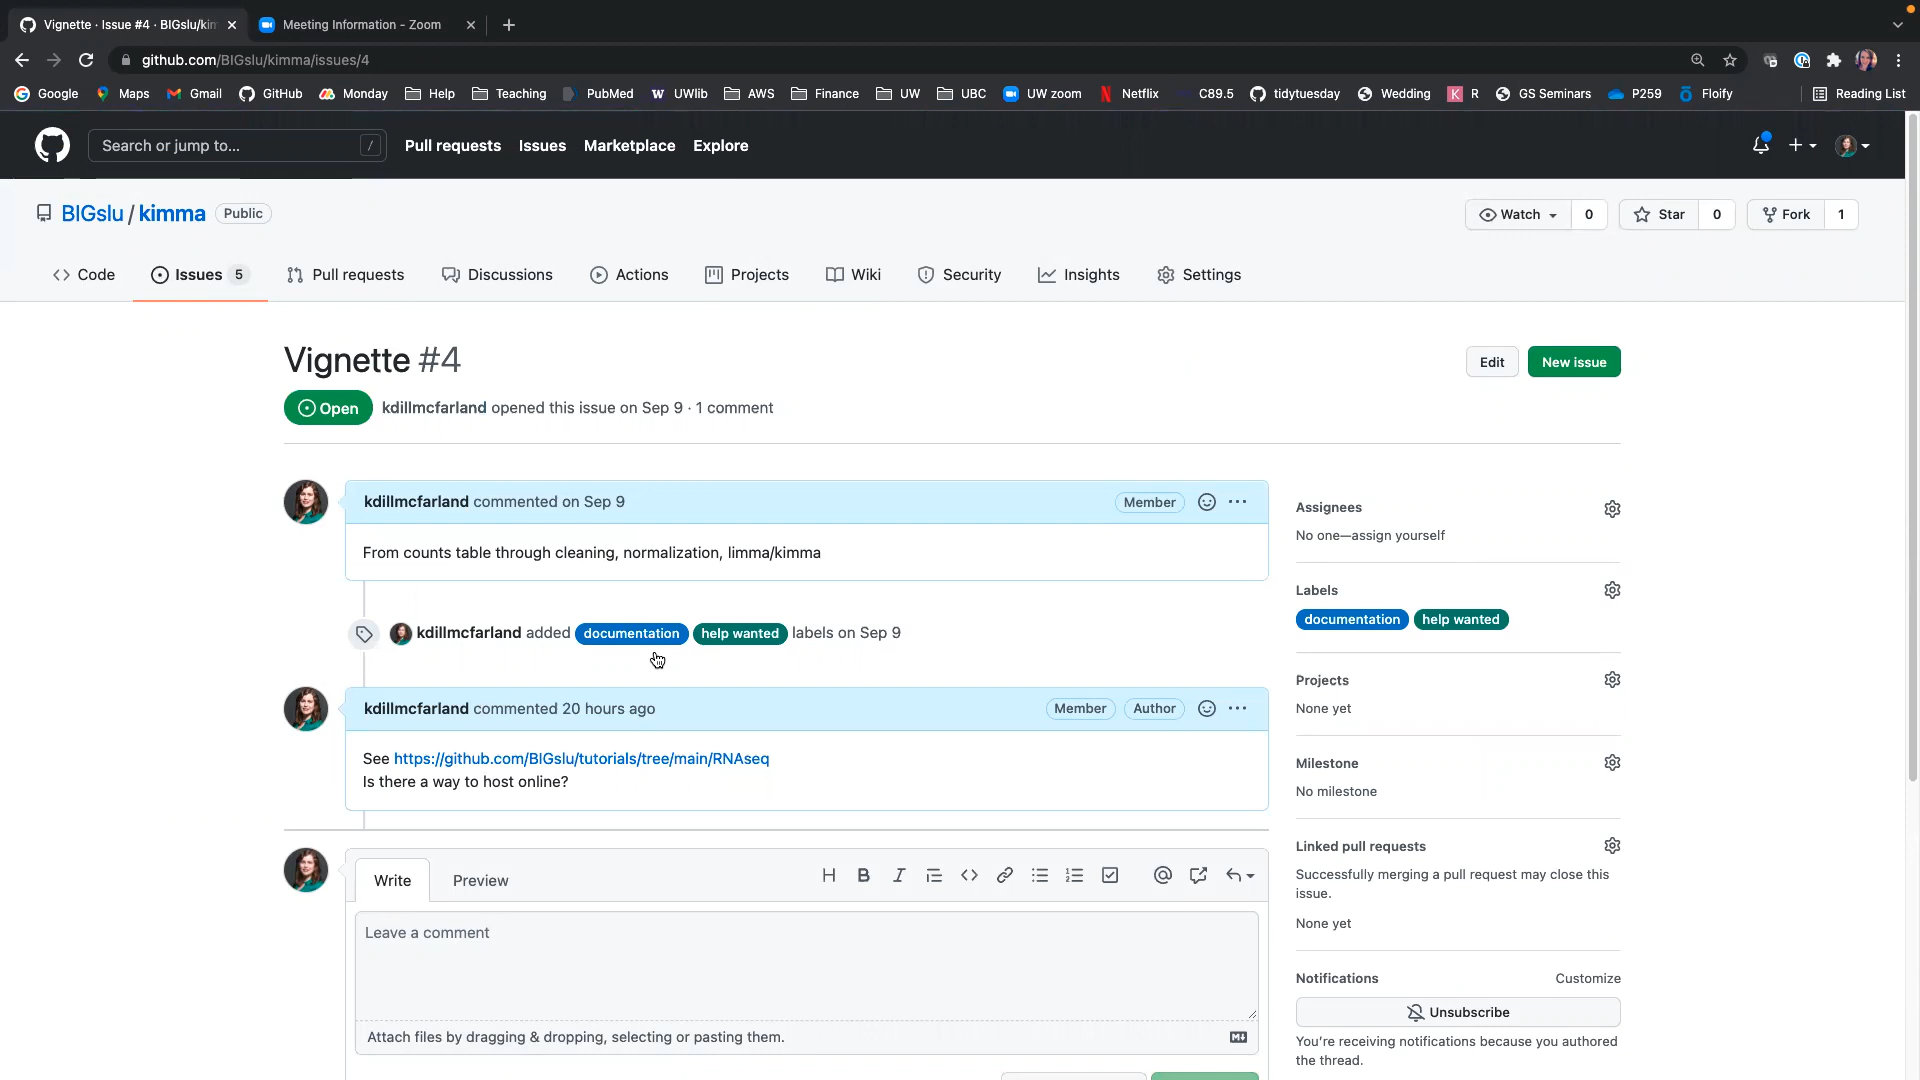 Vignette · Issue #4 · BIGslu/kim
Meeting Information - Zoom
github.com/BIGslu/kimma/issues/4
Google Maps Gmail GitHub Monday Help Teaching PubMed UWlib AWS Finance UW UBC UW zoom Netflix C89.5 tidytuesday Wedding R GS Seminars P259 Floify Reading List
Search or jump to... /
Pull requests Issues Marketplace Explore
BIGslu / kimma Public
Watch 0 Star 0 Fork 1
Code Issues 5 Pull requests Discussions Actions Projects Wiki Security Insights Settings
Vignette #4
Edit New issue
Open kdillmcfarland opened this issue on Sep 9 · 1 comment
kdillmcfarland commented on Sep 9 Member
From counts table through cleaning, normalization, limma/kimma
kdillmcfarland added documentation help wanted labels on Sep 9
kdillmcfarland commented 20 hours ago Member Author
See https://github.com/BIGslu/tutorials/tree/main/RNAseq
Is there a way to host online?
Write Preview
Leave a comment
Attach files by dragging & dropping, selecting or pasting them.
Assignees
No one—assign yourself
Labels
documentation help wanted
Projects
None yet
Milestone
No milestone
Linked pull requests
Successfully merging a pull request may close this
issue.
None yet
Notifications Customize
Unsubscribe
You're receiving notifications because you authored
the thread.